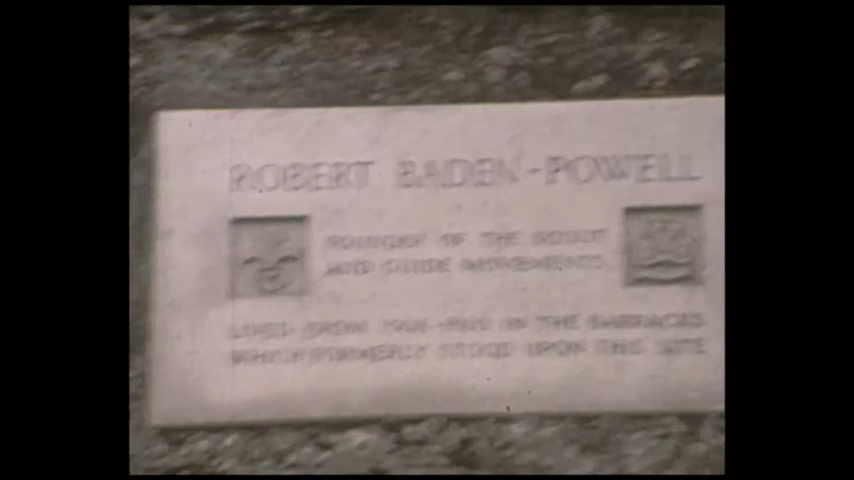 ROBERT BADEN-POWELL
FOUNDER OF THE SCOUT
AND GUIDE MOVEMENTS
LIVED FROM IN THE BARRACKS
WHICH FORMERLY STOOD UPON THIS SITE